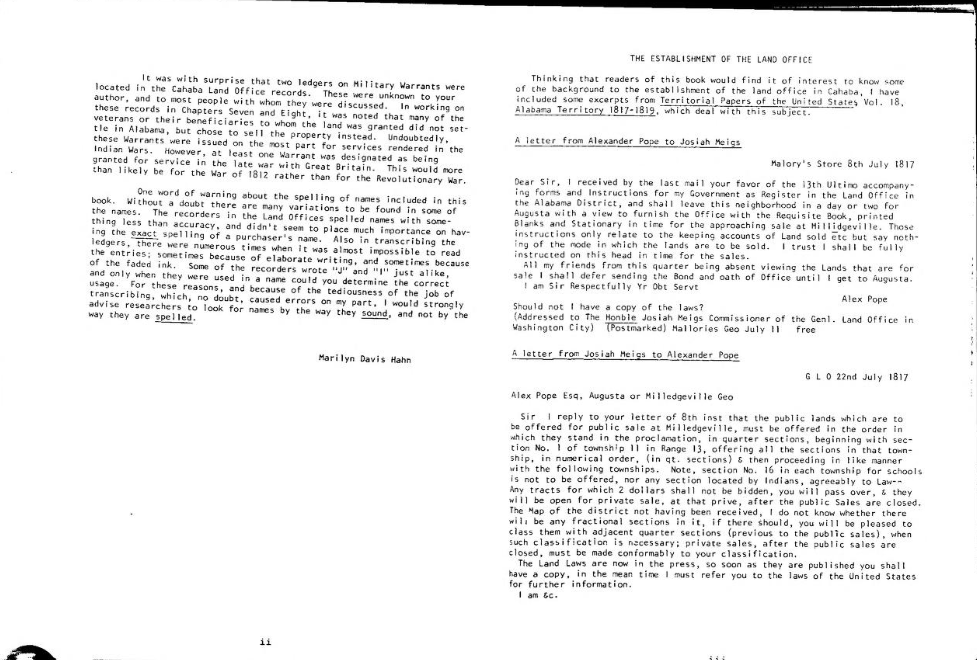 It was with surprise that two ledgers on Military Warrants were
located in the Cahaba Land Office records. These were unknown to your
author, and to most people with whom they were discussed. In working on
these records in Chapters Seven and Eight, it was noted that many of the
veterans or their beneficiaries to whom the land was granted did not set-
tle in Alabama, but chose to sell the property instead. Undoubtedly,
these Warrants were issued on the most part for services rendered in the
Indian Wars. However, at least one Warrant was designated as being
granted for service in the late war with Great Britain. This would more
than likely be for the War of 1812 rather than for the Revolutionary War.
One word of warning about the spelling of names included in this
book. Without a doubt there are many variations to be found in some of
the names. The recorders in the Land Offices spelled names with some-
thing less than accuracy, and didn't seem to place much importance on hav-
ing the exact spelling of a purchaser's name. Also in transcribing the
ledgers, there were numerous times when it was almost impossible to read
the entries; sometimes because of elaborate writing, and sometimes because
of the faded ink. Some of the recorders wrote "J" and "I" just alike,
and only when they were used in a name could you determine the correct
usage. For these reasons, and because of the tediousness of the job of
transcribing, which, no doubt, caused errors on my part, I would strongly
advise researchers to look for names by the way they sound, and not by the
way they are spelled.
Marilyn Davis Hahn
ii
THE ESTABLISHMENT OF THE LAND OFFICE
Thinking that readers of this book would find it of interest to know some
of the background to the establishment of the land office in Cahaba, I have
included some excerpts from Territorial Papers of the United States Vol. 18,
Alabama Territory 1817-1819, which deal with this subject.
A letter from Alexander Pope to Josiah Meigs
Malory's Store 8th July 1817
Dear Sir, I received by the last mail your favor of the 13th Ultimo accompany-
ing forms and Instructions for my Government as Register in the Land Office in
the Alabama District, and shall leave this neighborhood in a day or two for
Augusta with a view to furnish the Office with the Requisite Book, printed
Blanks and Stationary in time for the approaching sale at Millidgeville. Those
instructions only relate to the keeping accounts of Land sold etc but say noth-
ing of the mode in which the lands are to be sold. I trust I shall be fully
instructed on this head in time for the sales.
All my friends from this quarter being absent viewing the Lands that are for
sale I shall defer sending the Bond and oath of Office until I get to Augusta.
I am Sir Respectfully Yr Obt Servt
Alex Pope
Should not I have a copy of the laws?
(Addressed to The Honble Josiah Meigs Commissioner of the Genl. Land Office in
Washington City) (Postmarked) Mallories Geo July 11 free
A letter from Josiah Meigs to Alexander Pope
G L O 22nd July 1817
Alex Pope Esq, Augusta or Milledgeville Geo
Sir I reply to your letter of 8th inst that the public lands which are to
be offered for public sale at Milledgeville, must be offered in the order in
which they stand in the proclamation, in quarter sections, beginning with sec-
tion No. 1 of township 11 in Range 13, offering all the sections in that town-
ship, in numerical order, (in qt. sections) & then proceeding in like manner
with the following townships. Note, section No. 16 in each township for schools
is not to be offered, nor any section located by Indians, agreeably to Law--
Any tracts for which 2 dollars shall not be bidden, you will pass over, & they
will be open for private sale, at that prive, after the public Sales are closed.
The Map of the district not having been received, I do not know whether there
will be any fractional sections in it, if there should, you will be pleased to
class them with adjacent quarter sections (previous to the public sales), when
such classification is necessary; private sales, after the public sales are
closed, must be made conformably to your classification.
The Land Laws are now in the press, so soon as they are published you shall
have a copy, in the mean time I must refer you to the laws of the United States
for further information.
I am &c.
iii